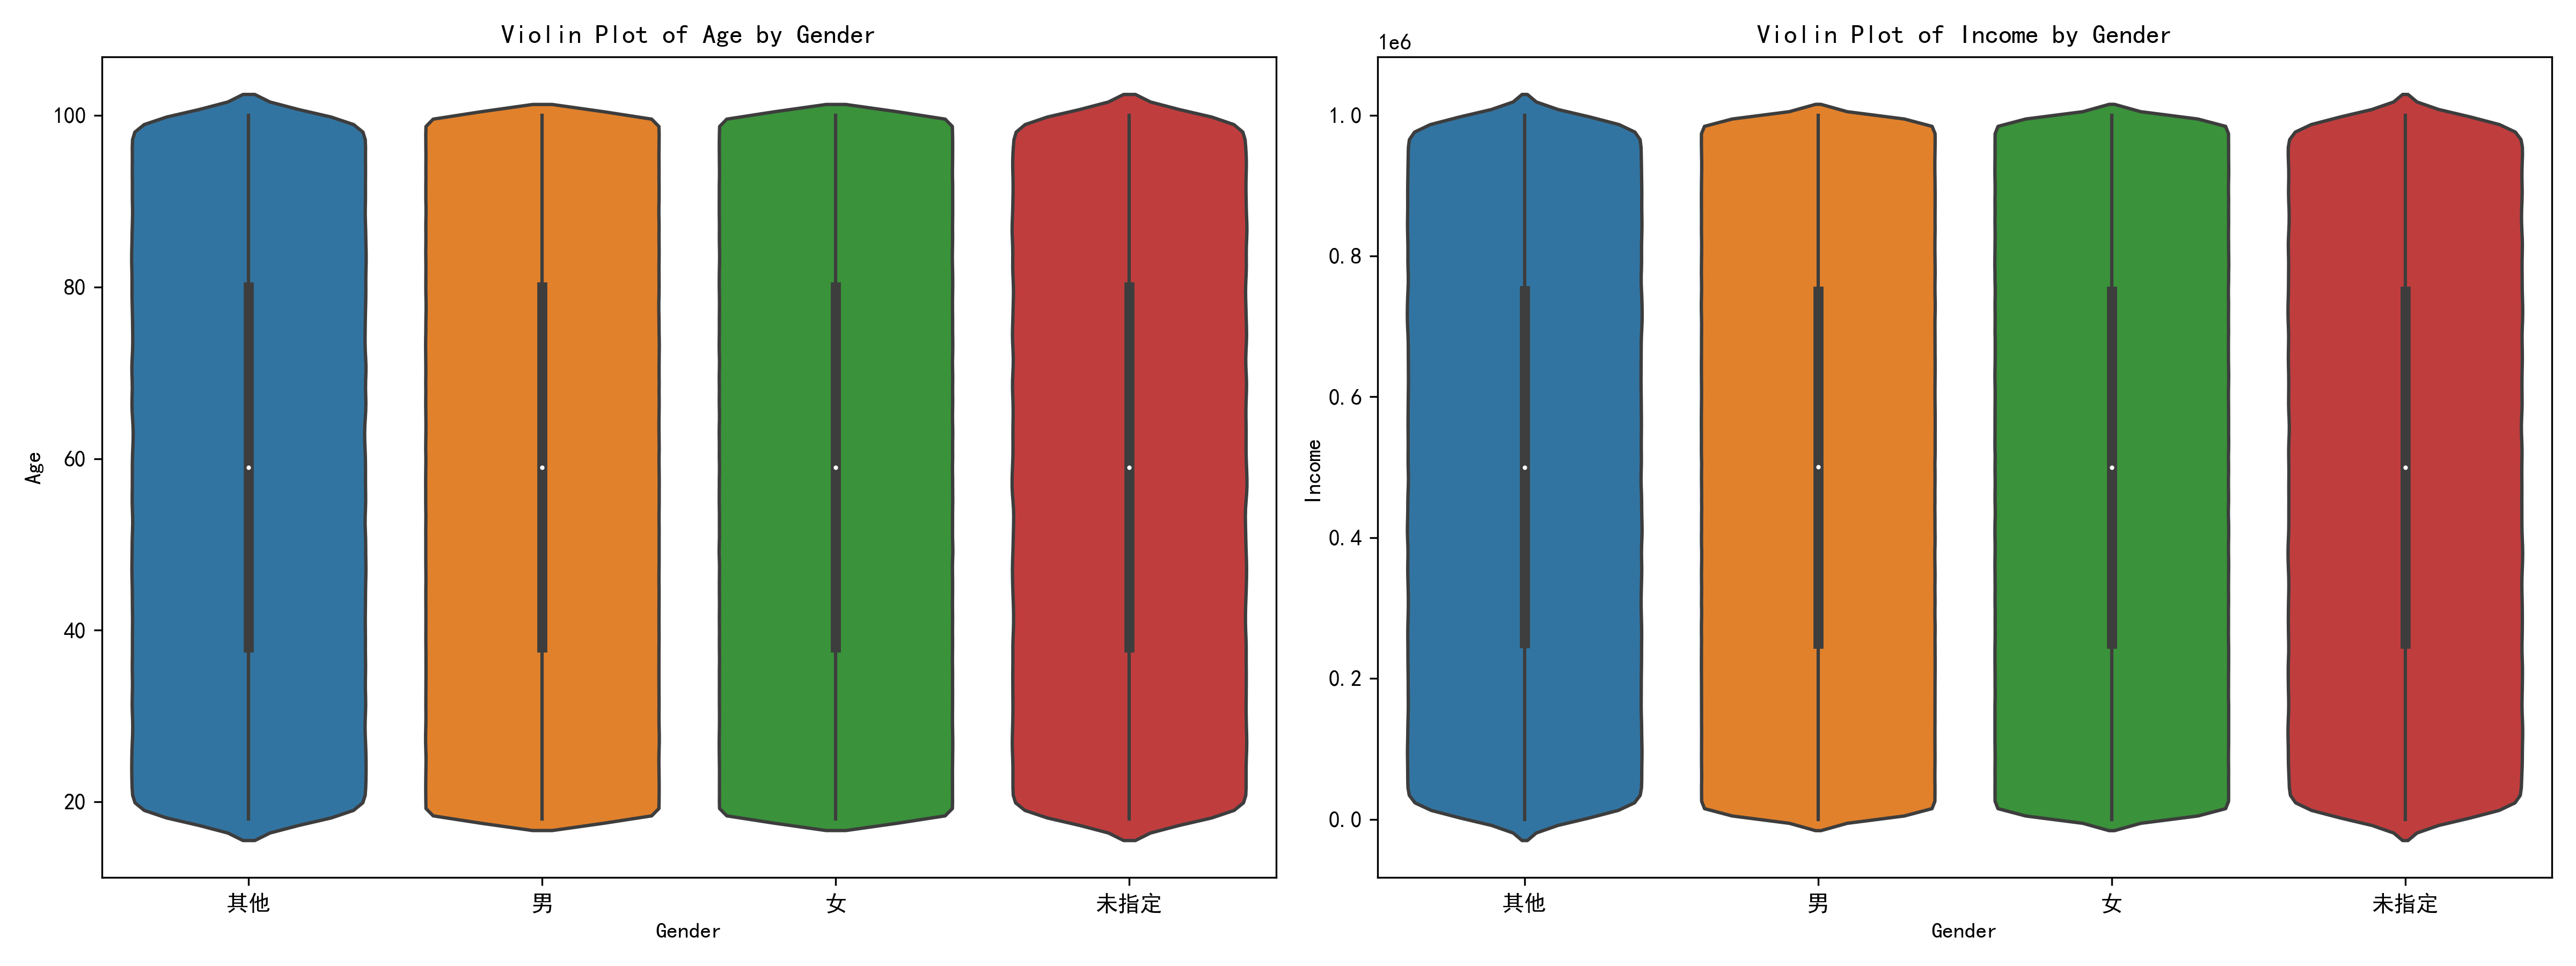 Violin Plot of Age by Gender
Age
100
80
60
40
20
其他 男 女 未指定
Gender
Violin Plot of Income by Gender
1e6
Income
1.0
0.8
0.6
0.4
0.2
0.0
其他 男 女 未指定
Gender